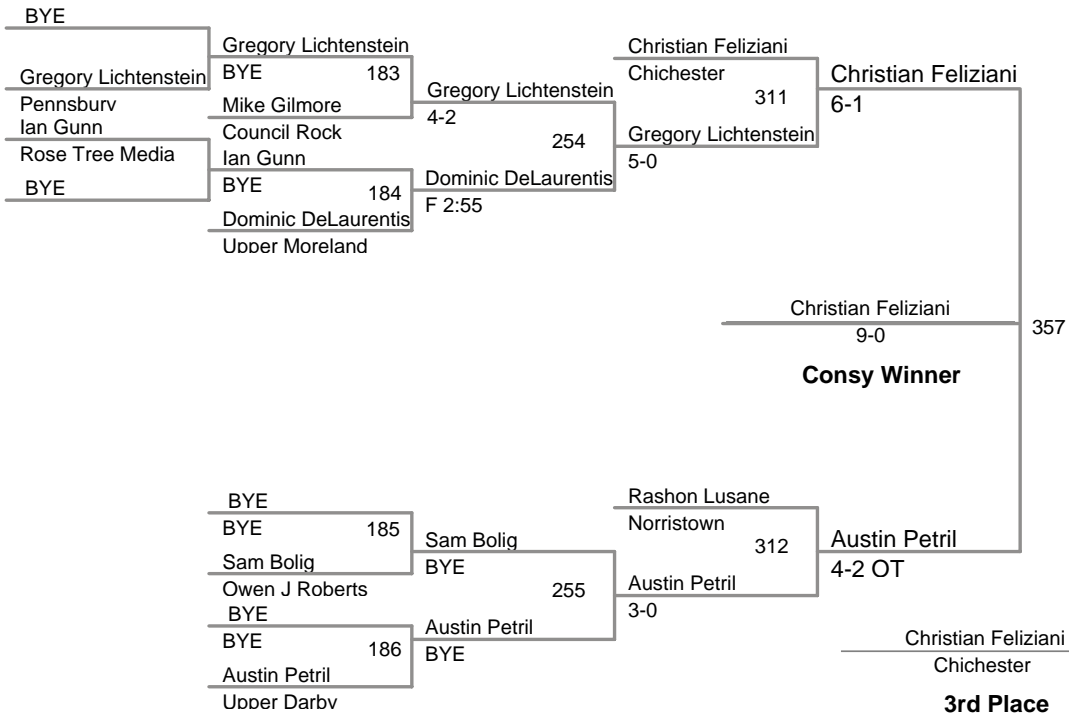 BYE
Gregory Lichtenstein
Pennsbury
Ian Gunn
Rose Tree Media
BYE
Gregory Lichtenstein
BYE
183
Mike Gilmore
Council Rock
Ian Gunn
BYE
184
Dominic DeLaurentis
Upper Moreland
Gregory Lichtenstein
4-2
254
Dominic DeLaurentis
F 2:55
Christian Feliziani
Chichester
311
Gregory Lichtenstein
5-0
Christian Feliziani
6-1
Christian Feliziani
9-0
Consy Winner
357
BYE
BYE
185
Sam Bolig
Owen J Roberts
BYE
BYE
186
Austin Petril
Upper Darby
Sam Bolig
BYE
255
Austin Petril
BYE
Rashon Lusane
Norristown
312
Austin Petril
3-0
Austin Petril
4-2 OT
Christian Feliziani
Chichester
3rd Place